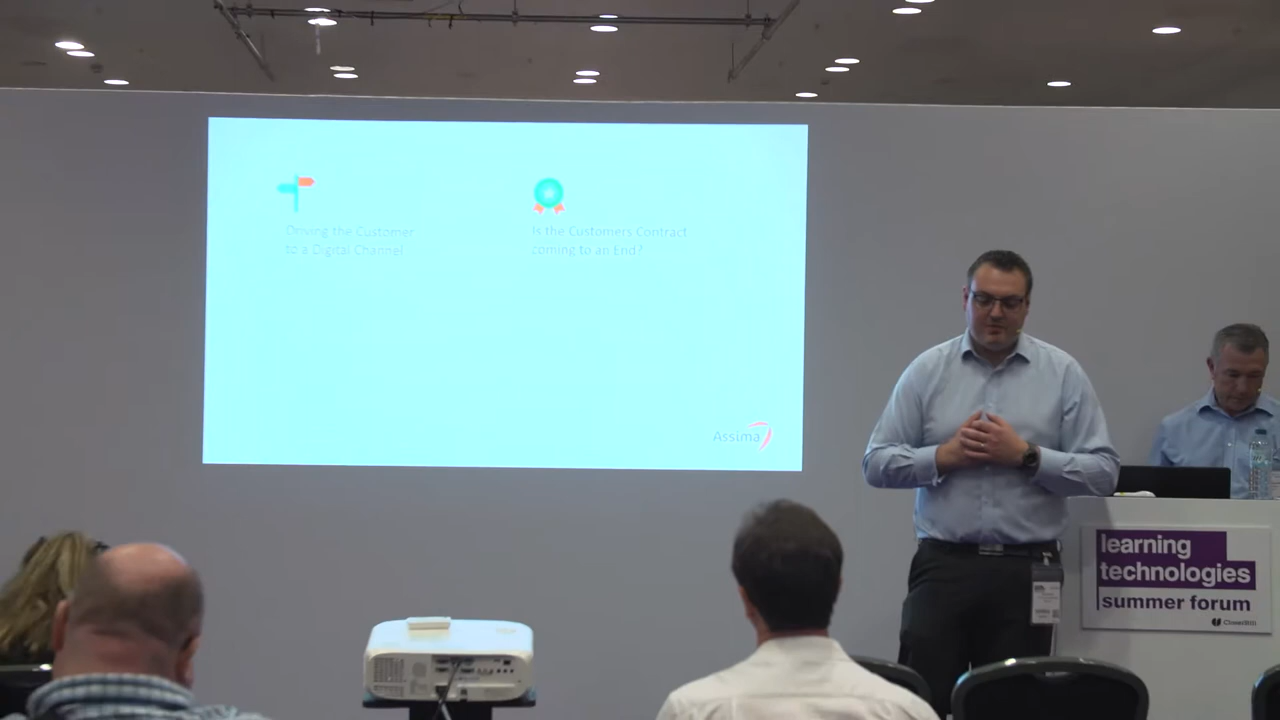 Driving the Customer
to a Digital Channel
Is the Customers Contract
coming to an End?
Assima
learning
technologies
summer forum
CloserStill